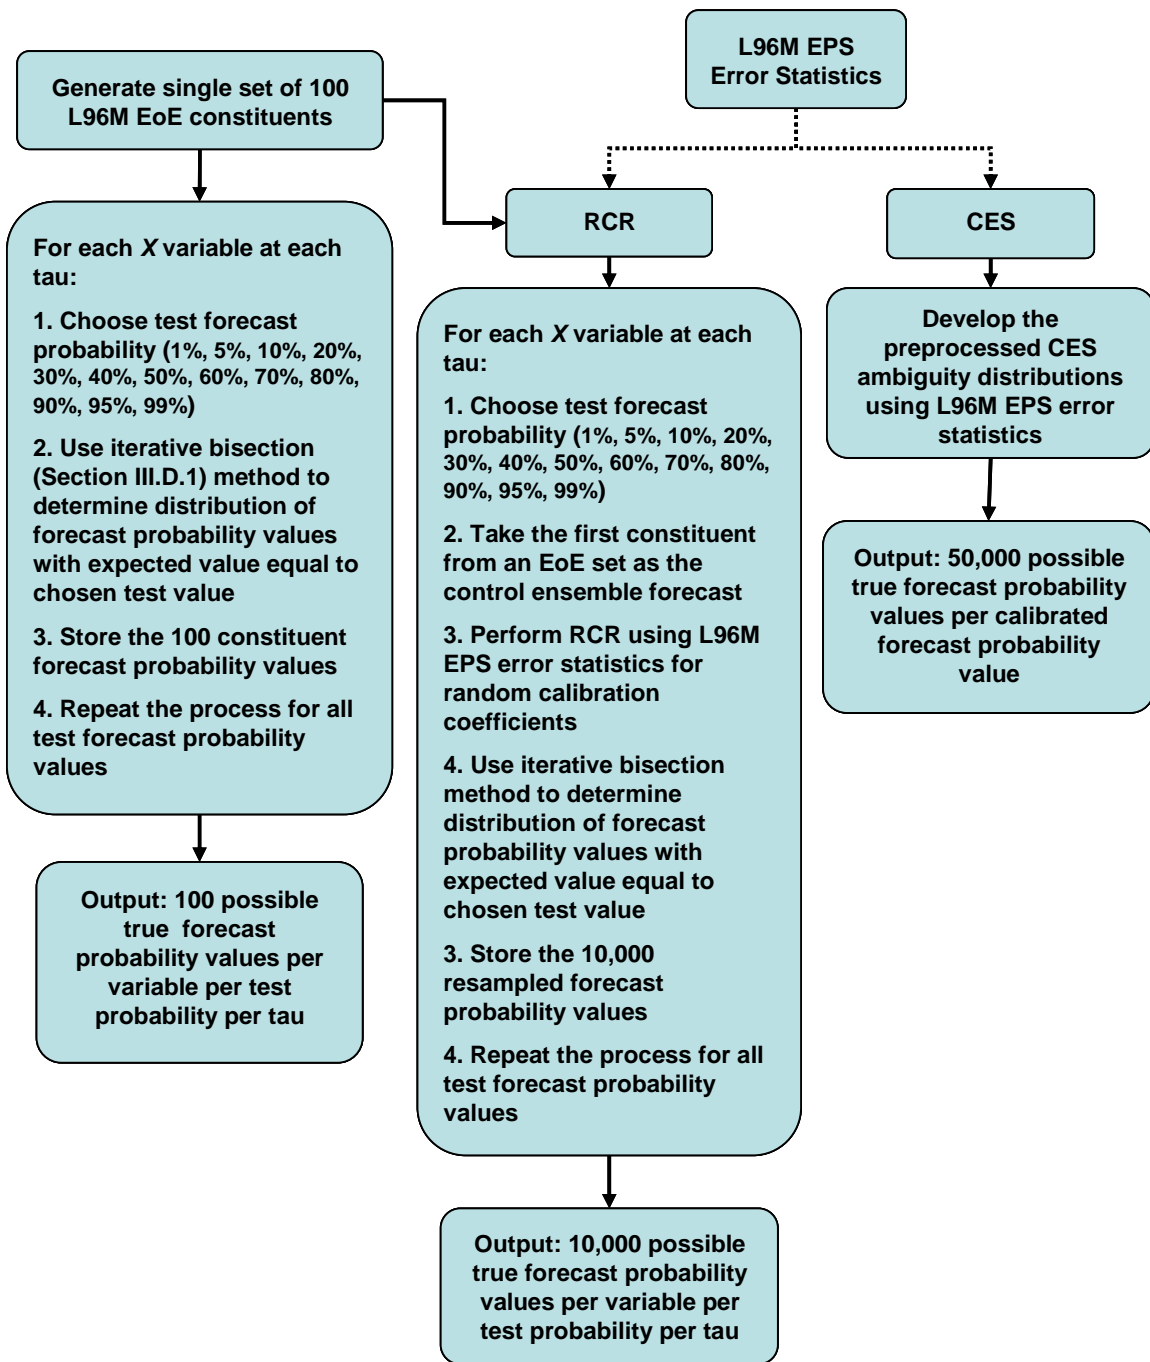 Generate single set of 100
L96M EoE constituents
L96M EPS
Error Statistics
RCR
CES
For each X variable at each
tau:
1. Choose test forecast
probability (1%, 5%, 10%, 20%,
30%, 40%, 50%, 60%, 70%, 80%,
90%, 95%, 99%)
2. Use iterative bisection
(Section III.D.1) method to
determine distribution of
forecast probability values
with expected value equal to
chosen test value
3. Store the 100 constituent
forecast probability values
4. Repeat the process for all
test forecast probability
values
Output: 100 possible
true forecast
probability values per
variable per test
probability per tau
For each X variable at each
tau:
1. Choose test forecast
probability (1%, 5%, 10%, 20%,
30%, 40%, 50%, 60%, 70%, 80%,
90%, 95%, 99%)
2. Take the first constituent
from an EoE set as the
control ensemble forecast
3. Perform RCR using L96M
EPS error statistics for
random calibration
coefficients
4. Use iterative bisection
method to determine
distribution of forecast
probability values with
expected value equal to
chosen test value
3. Store the 10,000
resampled forecast
probability values
4. Repeat the process for all
test forecast probability
values
Output: 10,000 possible
true forecast probability
values per variable per
test probability per tau
Develop the
preprocessed CES
ambiguity distributions
using L96M EPS error
statistics
Output: 50,000 possible
true forecast probability
values per calibrated
forecast probability
value